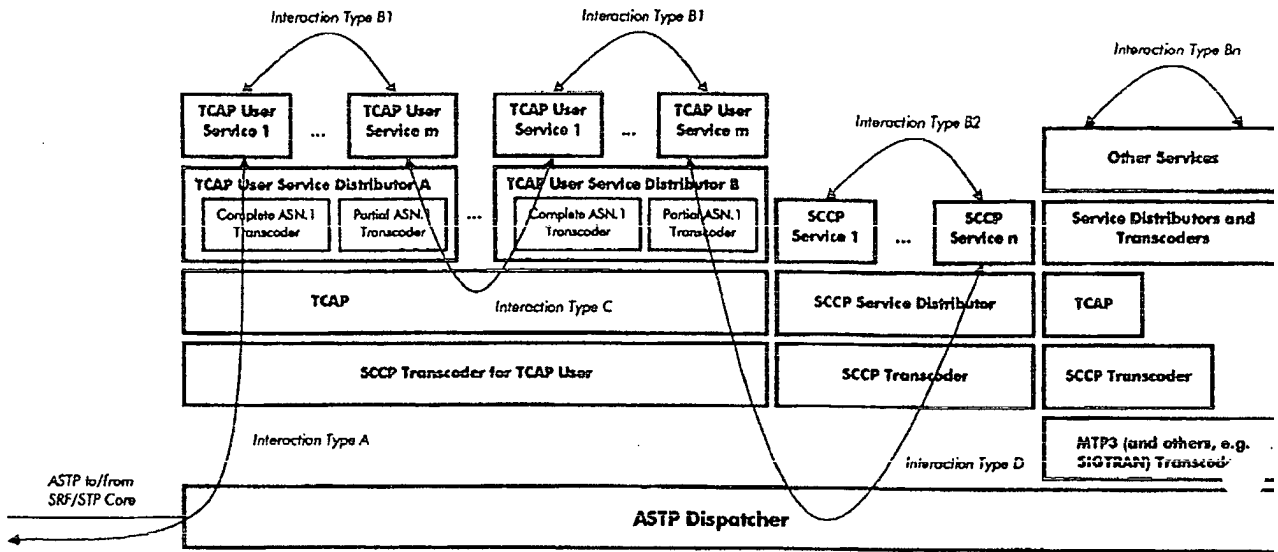 Interaction Type B1
Interaction Type B1
Interaction Type Bn
TCAP User
Service 1
...
TCAP User
Service m
TCAP User
Service 1
...
TCAP User
Service m
Interaction Type B2
Other Services
TCAP User Service Distributor A
Complete ASN.1
Transcoder
Partial ASN.1
Transcoder
...
TCAP User Service Distributor B
Complete ASN.1
Transcoder
Partial ASN.1
Transcoder
SCCP
Service 1
...
SCCP
Service n
Service Distributors and
Transcoders
TCAP
Interaction Type C
SCCP Service Distributor
TCAP
SCCP Transcoder for TCAP User
SCCP Transcoder
SCCP Transcoder
Interaction Type A
Interaction Type D
MTP3 (and others, e.g.
SIGTRAN)
ASTP to/from
SRF/STP Core
ASTP Dispatcher